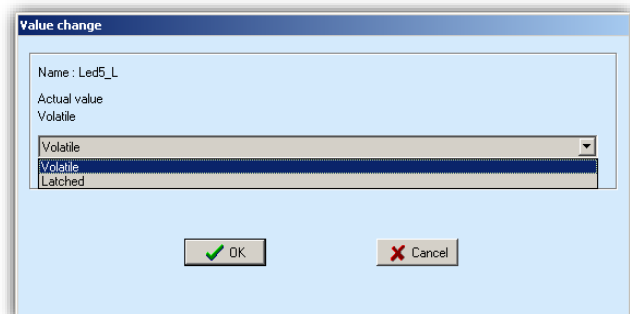 Value change
Name : Led5_L
Actual value
Volatile
Volatile
Volatile
Latched
OK
Cancel